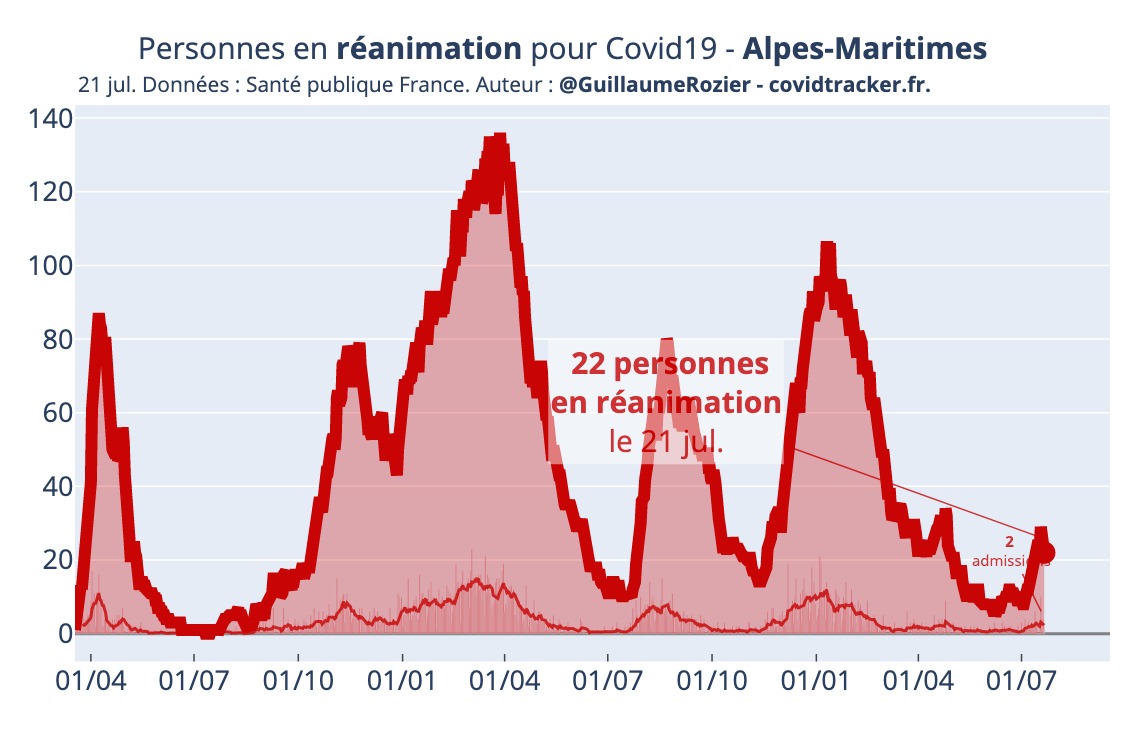 Personnes en réanimation pour Covid19 - Alpes-Maritimes
21 jul. Données : Santé publique France. Auteur : @GuillaumeRozier - covidtracker.fr.
140
120
100
80
60
40
20
0
22 personnes
en réanimation
le 21 jul.
2
admissions
01/04 01/07 01/10 01/01 01/04 01/07 01/10 01/01 01/04 01/07